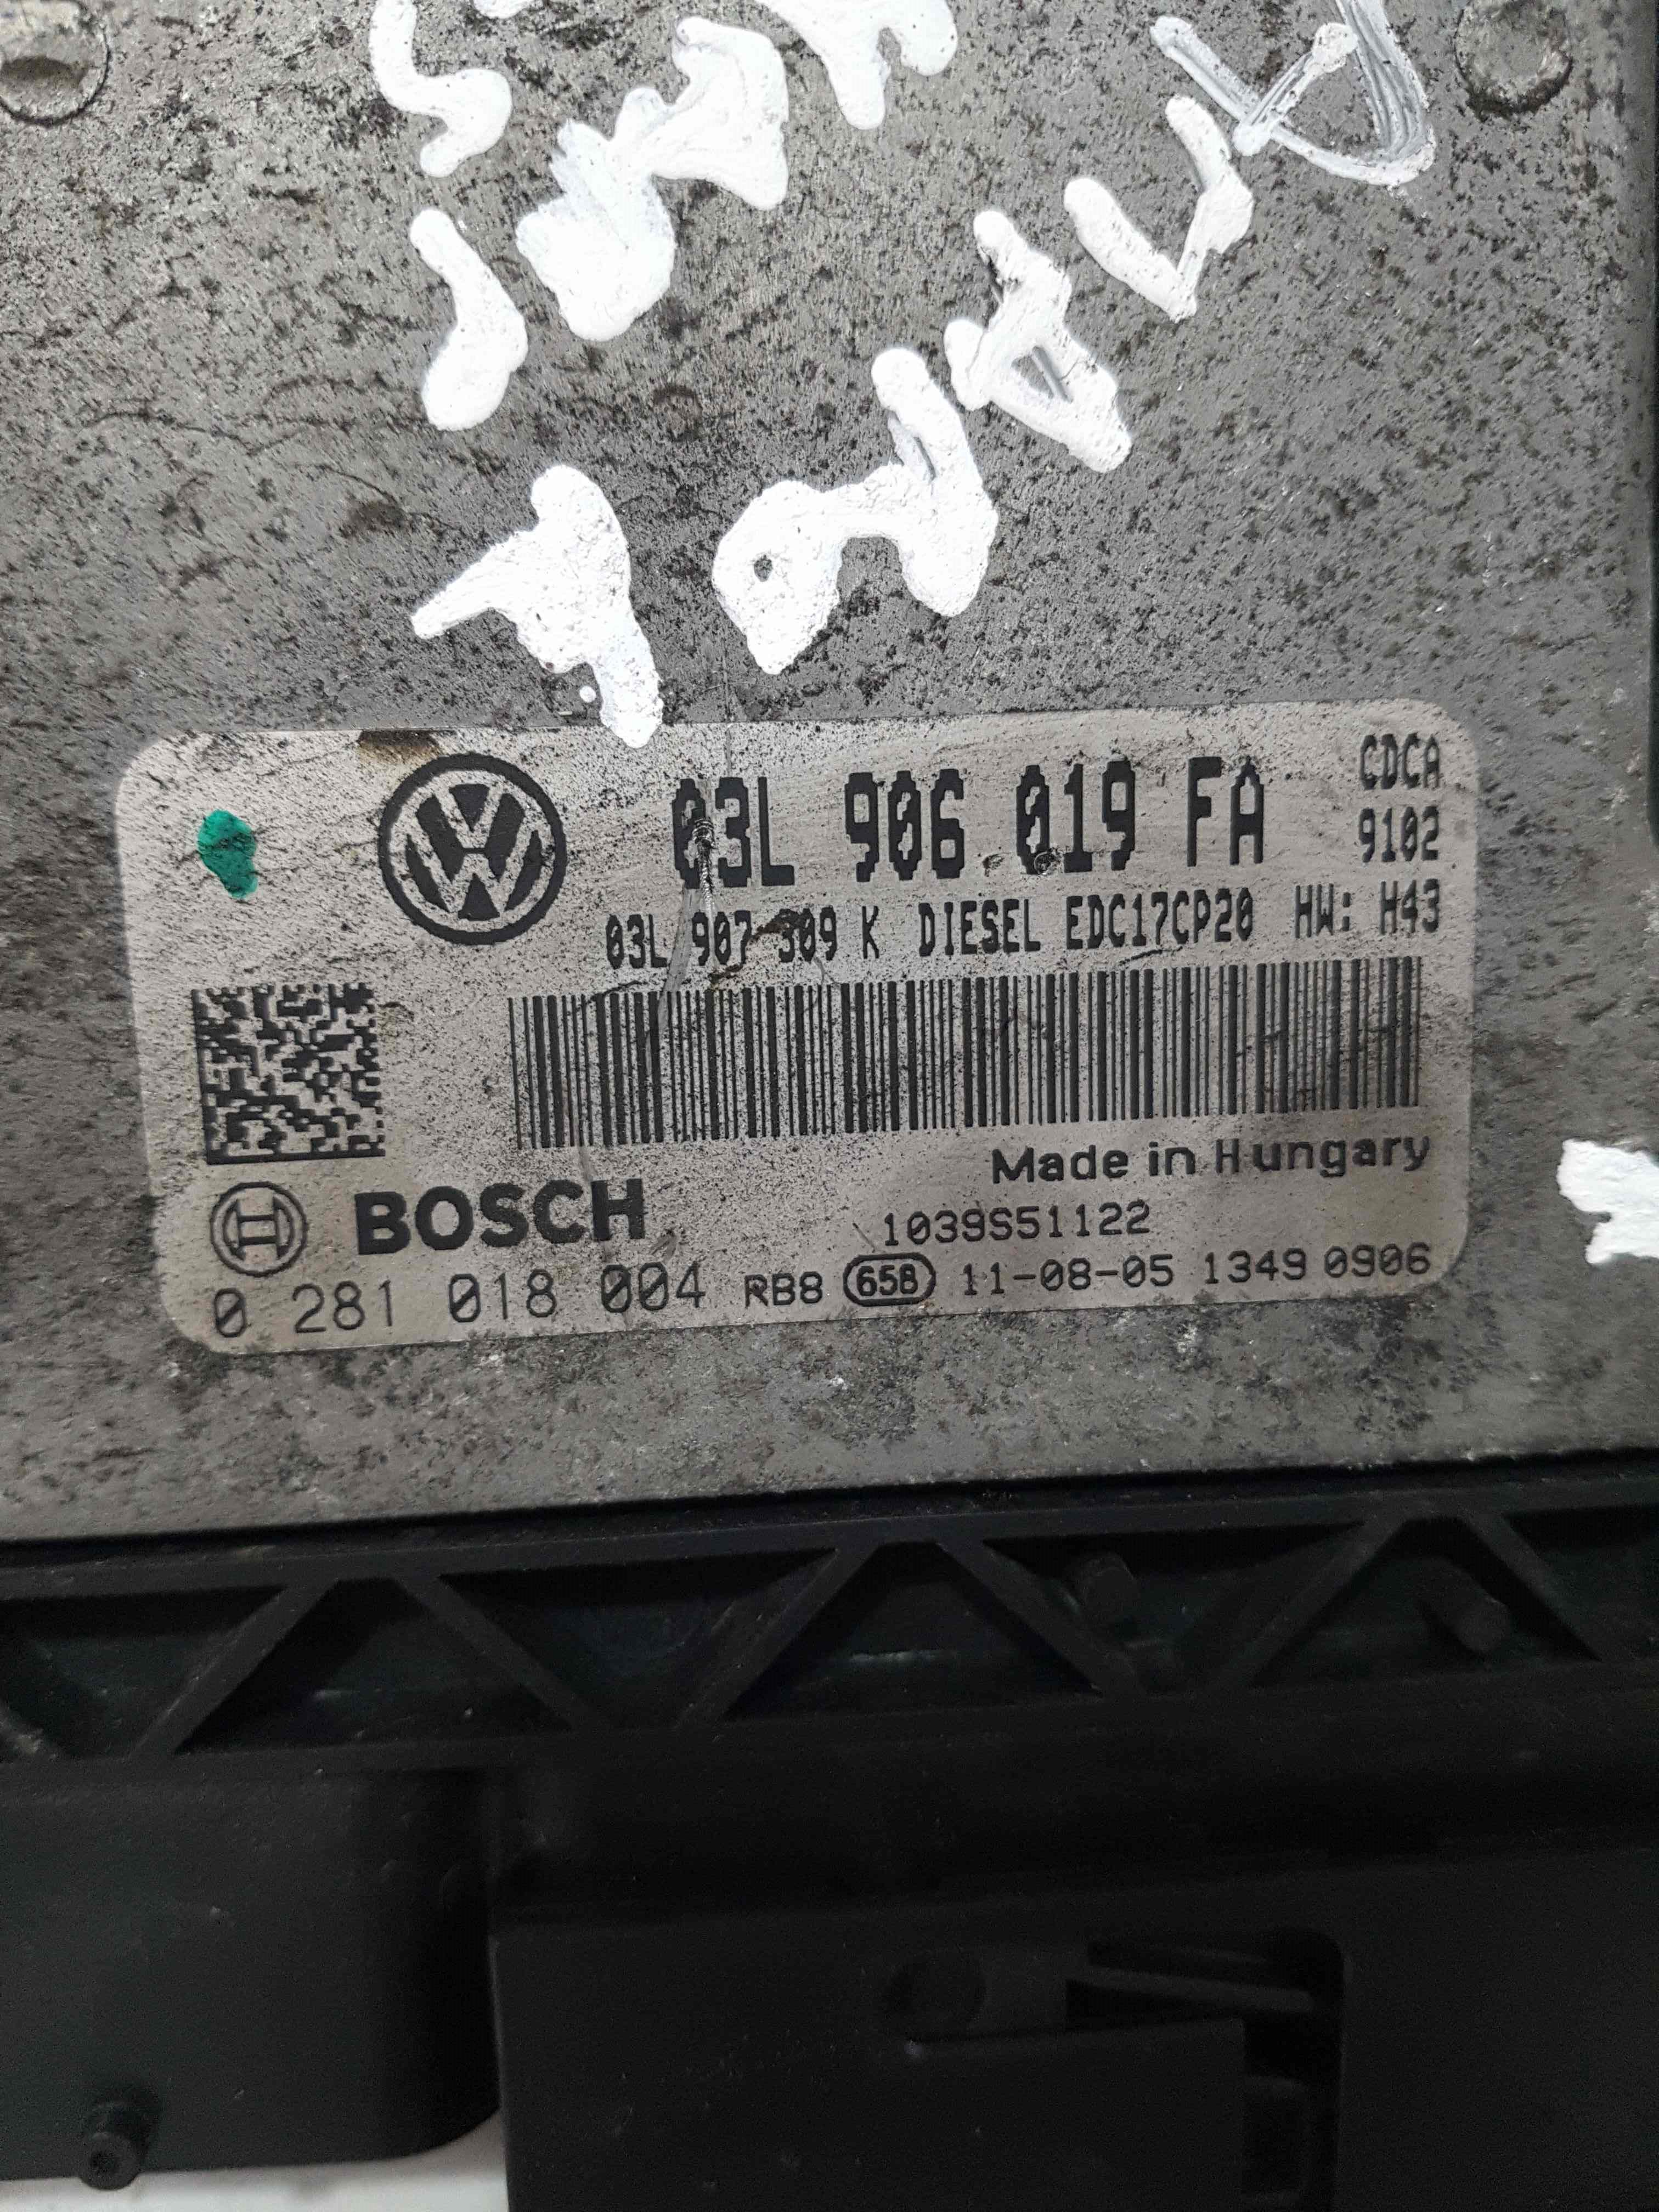 03L 906 019 FA
CDCA
9102
03L 907 309 K DIESEL EDC17CP20 HW: H43
Made in Hungary
BOSCH
1039S51122
0 281 018 004 RB8 65B 11-08-05 1349 0906